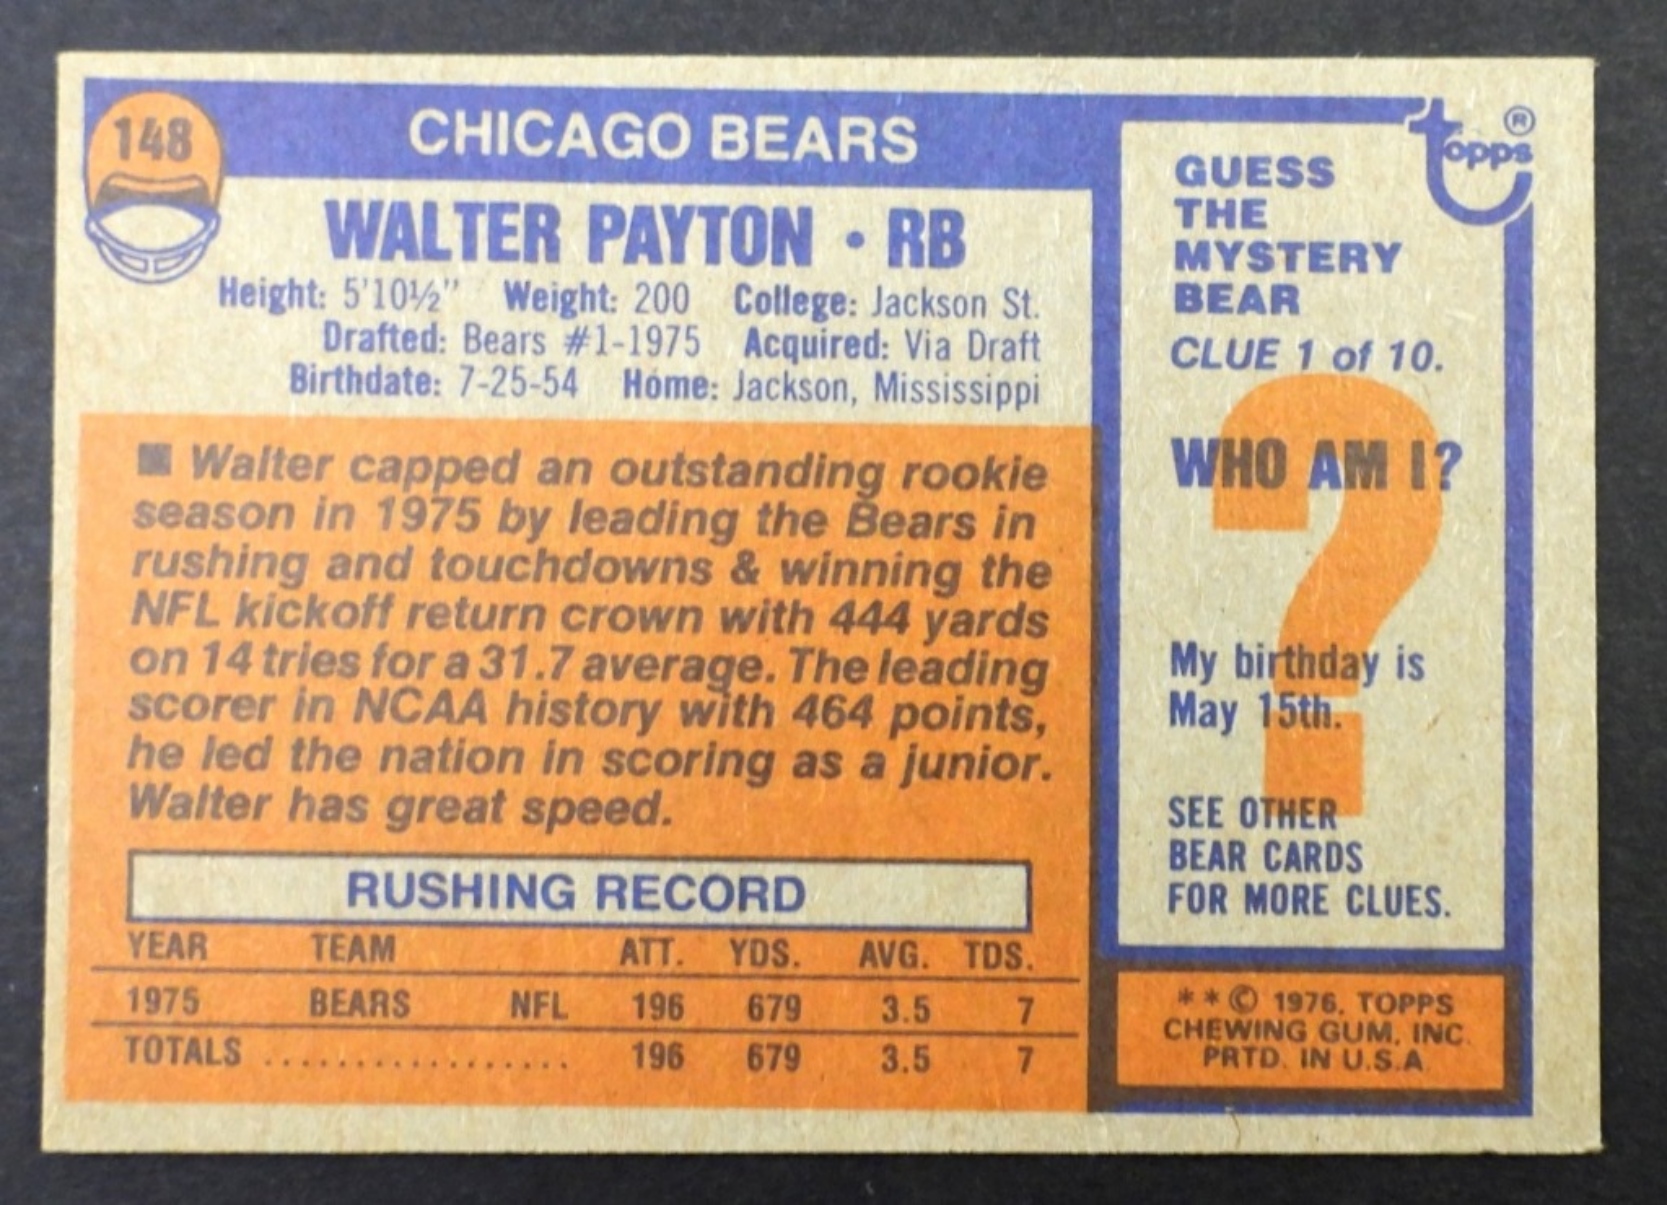 148
CHICAGO BEARS
WALTER PAYTON • RB
Height: 5'10½" Weight: 200 College: Jackson St.
Drafted: Bears #1-1975 Acquired: Via Draft
Birthdate: 7-25-54 Home: Jackson, Mississippi
■ Walter capped an outstanding rookie
season in 1975 by leading the Bears in
rushing and touchdowns & winning the
NFL kickoff return crown with 444 yards
on 14 tries for a 31.7 average. The leading
scorer in NCAA history with 464 points,
he led the nation in scoring as a junior.
Walter has great speed.
RUSHING RECORD
YEAR TEAM ATT. YDS. AVG. TDS.
1975 BEARS NFL 196 679 3.5 7
TOTALS ................. 196 679 3.5 7
topps ®
GUESS
THE
MYSTERY
BEAR
CLUE 1 of 10.
?
WHO AM I?
My birthday is
May 15th.
SEE OTHER
BEAR CARDS
FOR MORE CLUES.
* * © 1976. TOPPS
CHEWING GUM, INC.
PRTD. IN U.S.A